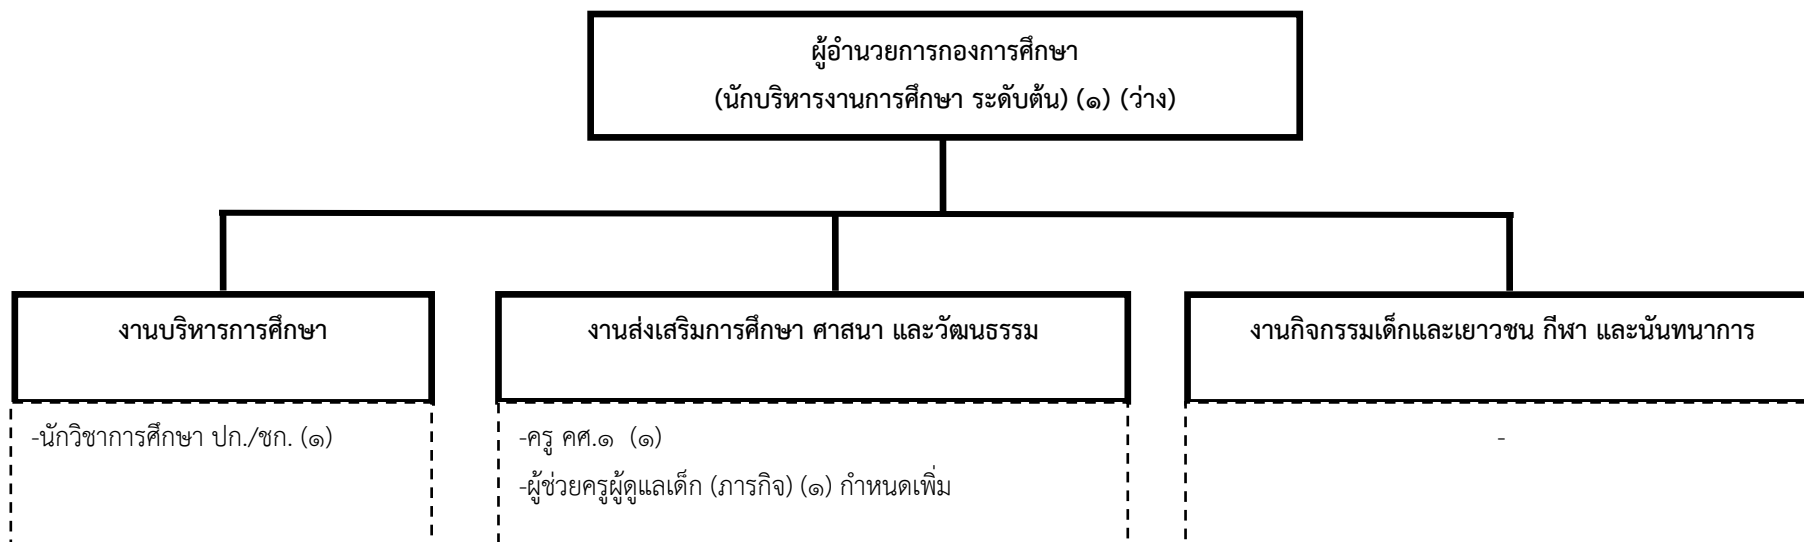 ผู้อำนวยการกองการศึกษา
(นักบริหารงานการศึกษา ระดับต้น) (๑) (ว่าง)
งานบริหารการศึกษา
งานส่งเสริมการศึกษา ศาสนา และวัฒนธรรม
งานกิจกรรมเด็กและเยาวชน กีฬา และนันทนาการ
-นักวิชาการศึกษา ปก./ชก. (๑)
-ครู คศ.๑ (๑)
-ผู้ช่วยครูผู้ดูแลเด็ก (ภารกิจ) (๑) กำหนดเพิ่ม
-